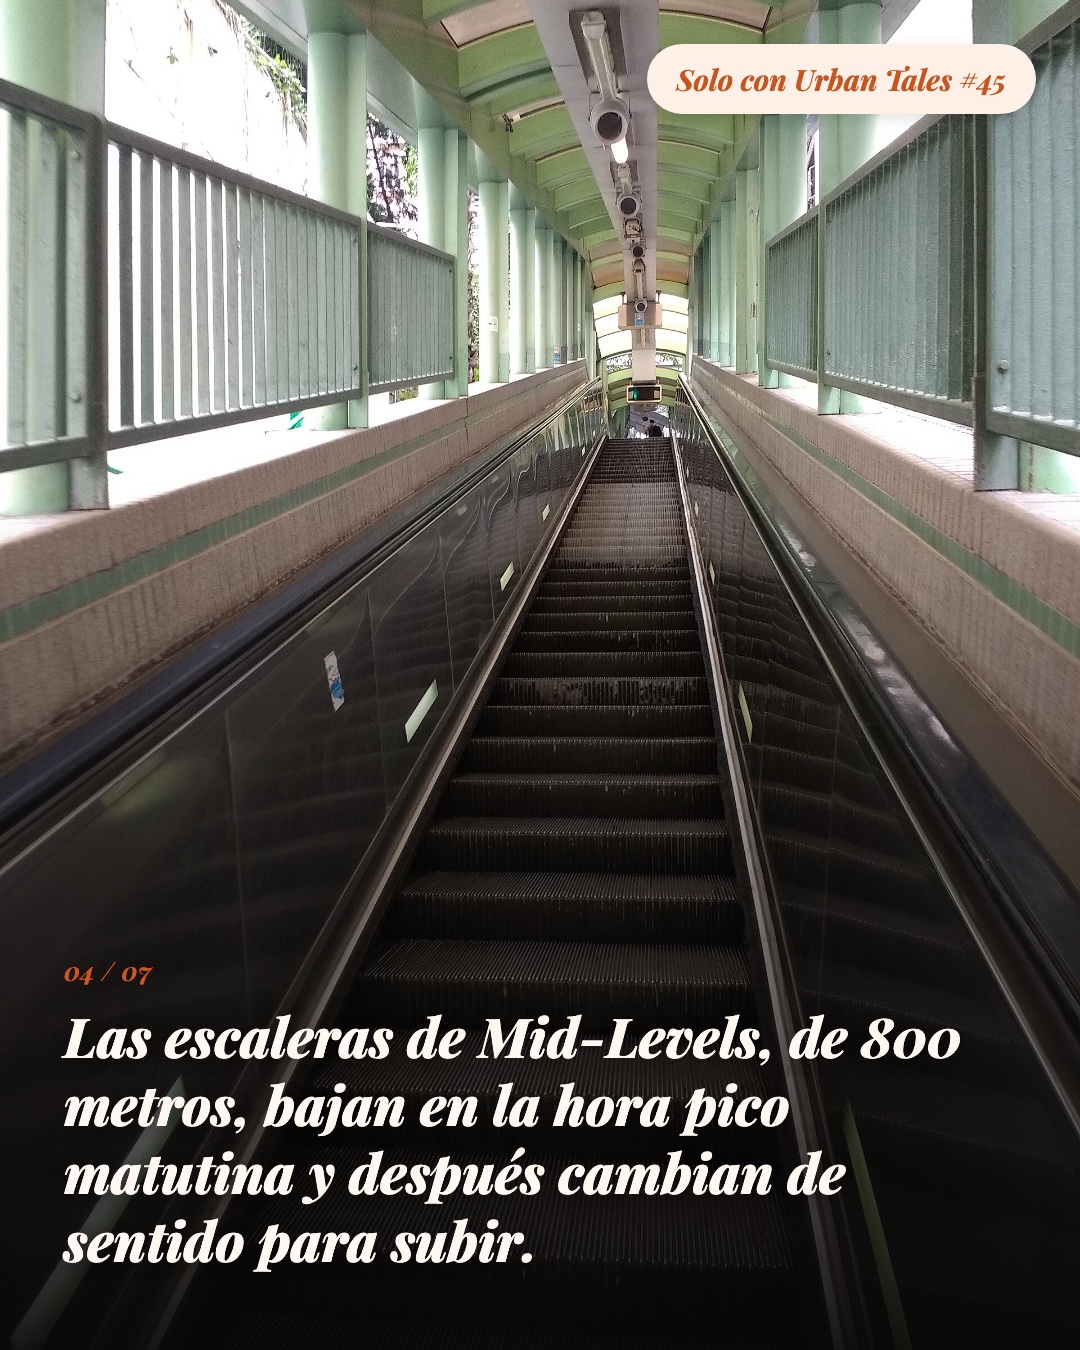 Solo con Urban Tales #45
04 / 07
Las escaleras de Mid-Levels, de 800
metros, bajan en la hora pico
matutina y después cambian de
sentido para subir.